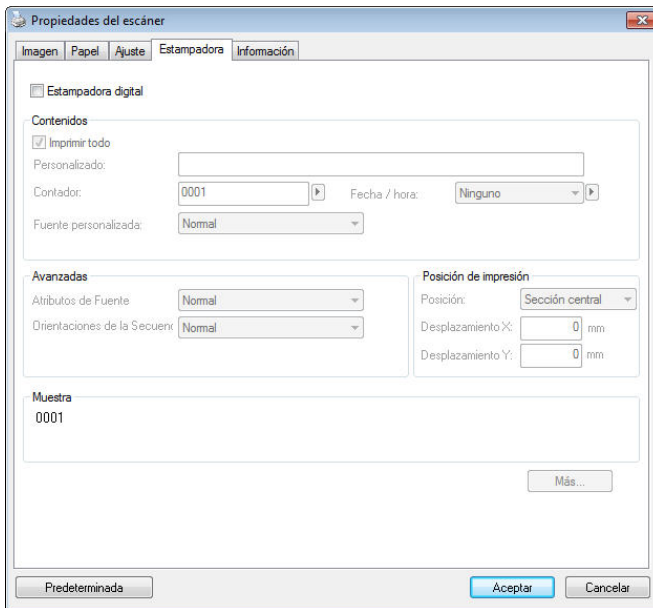 Propiedades del escáner
Imagen Papel Ajuste Estampadora Información
Estampadora digital
Contenidos
Imprimir todo
Personalizado:
Contador: 0001 Fecha / hora: Ninguno
Fuente personalizada: Normal
Avanzadas
Atributos de Fuente Normal
Orientaciones de la Secuenc Normal
Posición de impresión
Posición: Sección central
Desplazamiento X: 0 mm
Desplazamiento Y: 0 mm
Muestra
0001
Más...
Predeterminada Aceptar Cancelar